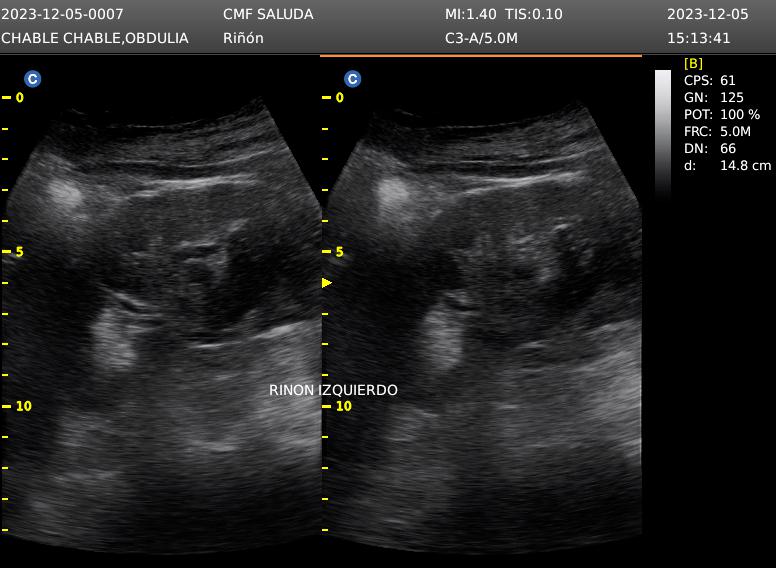 2023-12-05-0007 CMF SALUDA MI:1.40 TIS:0.10 2023-12-05
CHABLE CHABLE,OBDULIA Riñón C3-A/5.0M 15:13:41
[B]
CPS: 61
GN: 125
POT: 100 %
FRC: 5.0M
DN: 66
d: 14.8 cm
C C
0 0
5 5
RINON IZQUIERDO
10 10